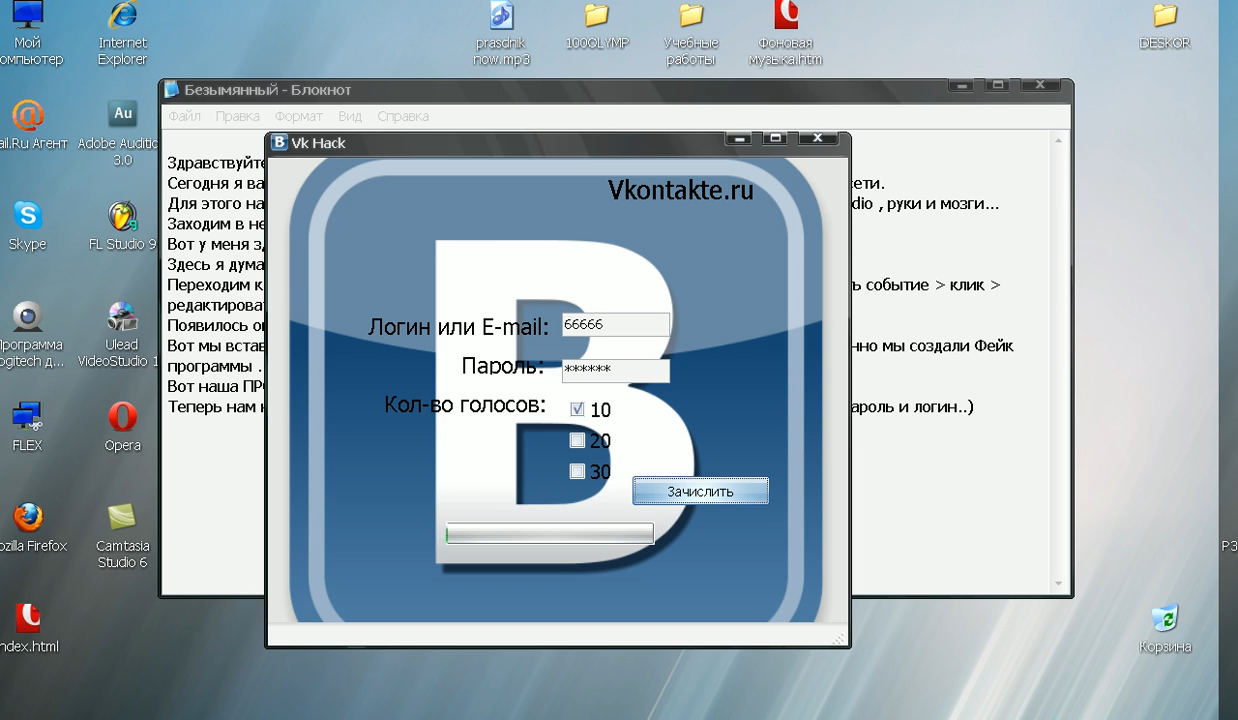 Мой
омпьютер
Internet
Explorer
prasdnik
now.mp3
100OLYMP
Учебные
работы
Фоновая
музыка.htm
DESKOR
ail.Ru Агент
Adobe Auditic
3.0
Skype
FL Studio 9
Программа
ogitech д...
Ulead
VideoStudio 1
FLEX
Opera
ozilla Firefox
Camtasia
Studio 6
ndex.html
P3
Корзина
Безымянный - Блокнот
Файл Правка Формат Вид Справка
Здравствуйте
Сегодня я ва сети.
Для этого на dio , руки и мозги...
Заходим в не
Вот у меня з
Здесь я дума
Переходим к ь событие > клик >
редактироват
Появилось о
Вот мы встав нно мы создали Фейк
программы .
Вот наша ПР
Теперь нам н ароль и логин..)
Vk Hack
Vkontakte.ru
Логин или E-mail: 66666
Пароль: ******
Кол-во голосов: 10
20
30
Зачислить